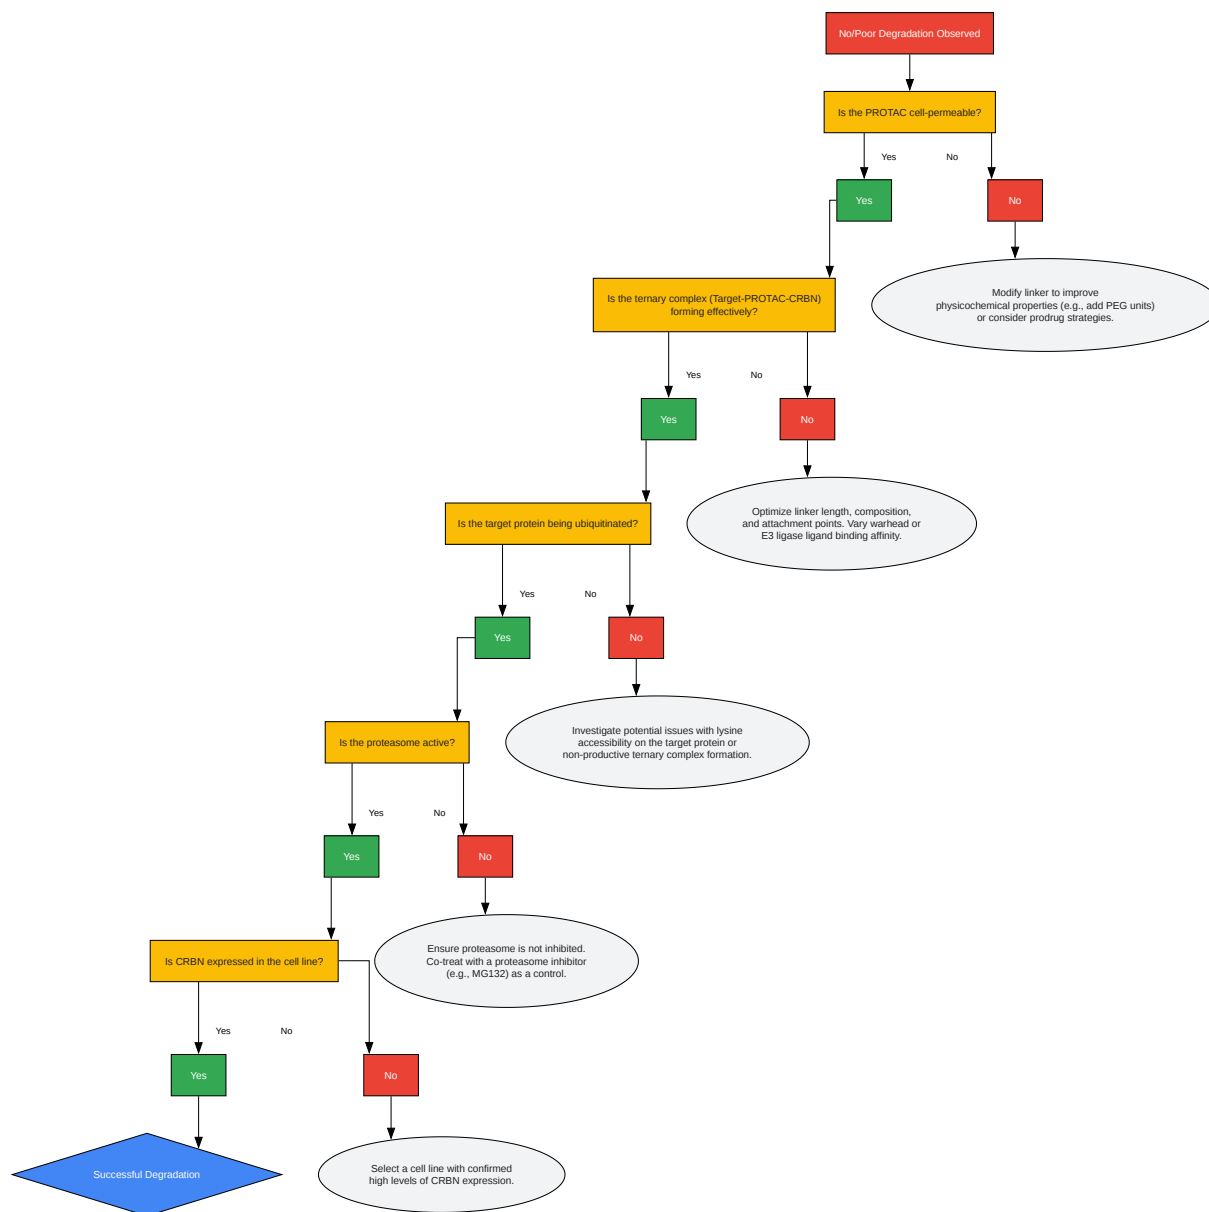 No/Poor Degradation Observed
Is the PROTAC cell-permeable?
Yes
No
Yes
No
Modify linker to improve
physicochemical properties (e.g., add PEG units)
or consider prodrug strategies.
Is the ternary complex (Target-PROTAC-CRBN)
forming effectively?
Yes
No
Yes
No
Optimize linker length, composition,
and attachment points. Vary warhead or
E3 ligase ligand binding affinity.
Is the target protein being ubiquitinated?
Yes
No
Yes
No
Investigate potential issues with lysine
accessibility on the target protein or
non-productive ternary complex formation.
Is the proteasome active?
Yes
No
Yes
No
Ensure proteasome is not inhibited.
Co-treat with a proteasome inhibitor
(e.g., MG132) as a control.
Is CRBN expressed in the cell line?
Yes
No
Yes
No
Successful Degradation
Select a cell line with confirmed
high levels of CRBN expression.